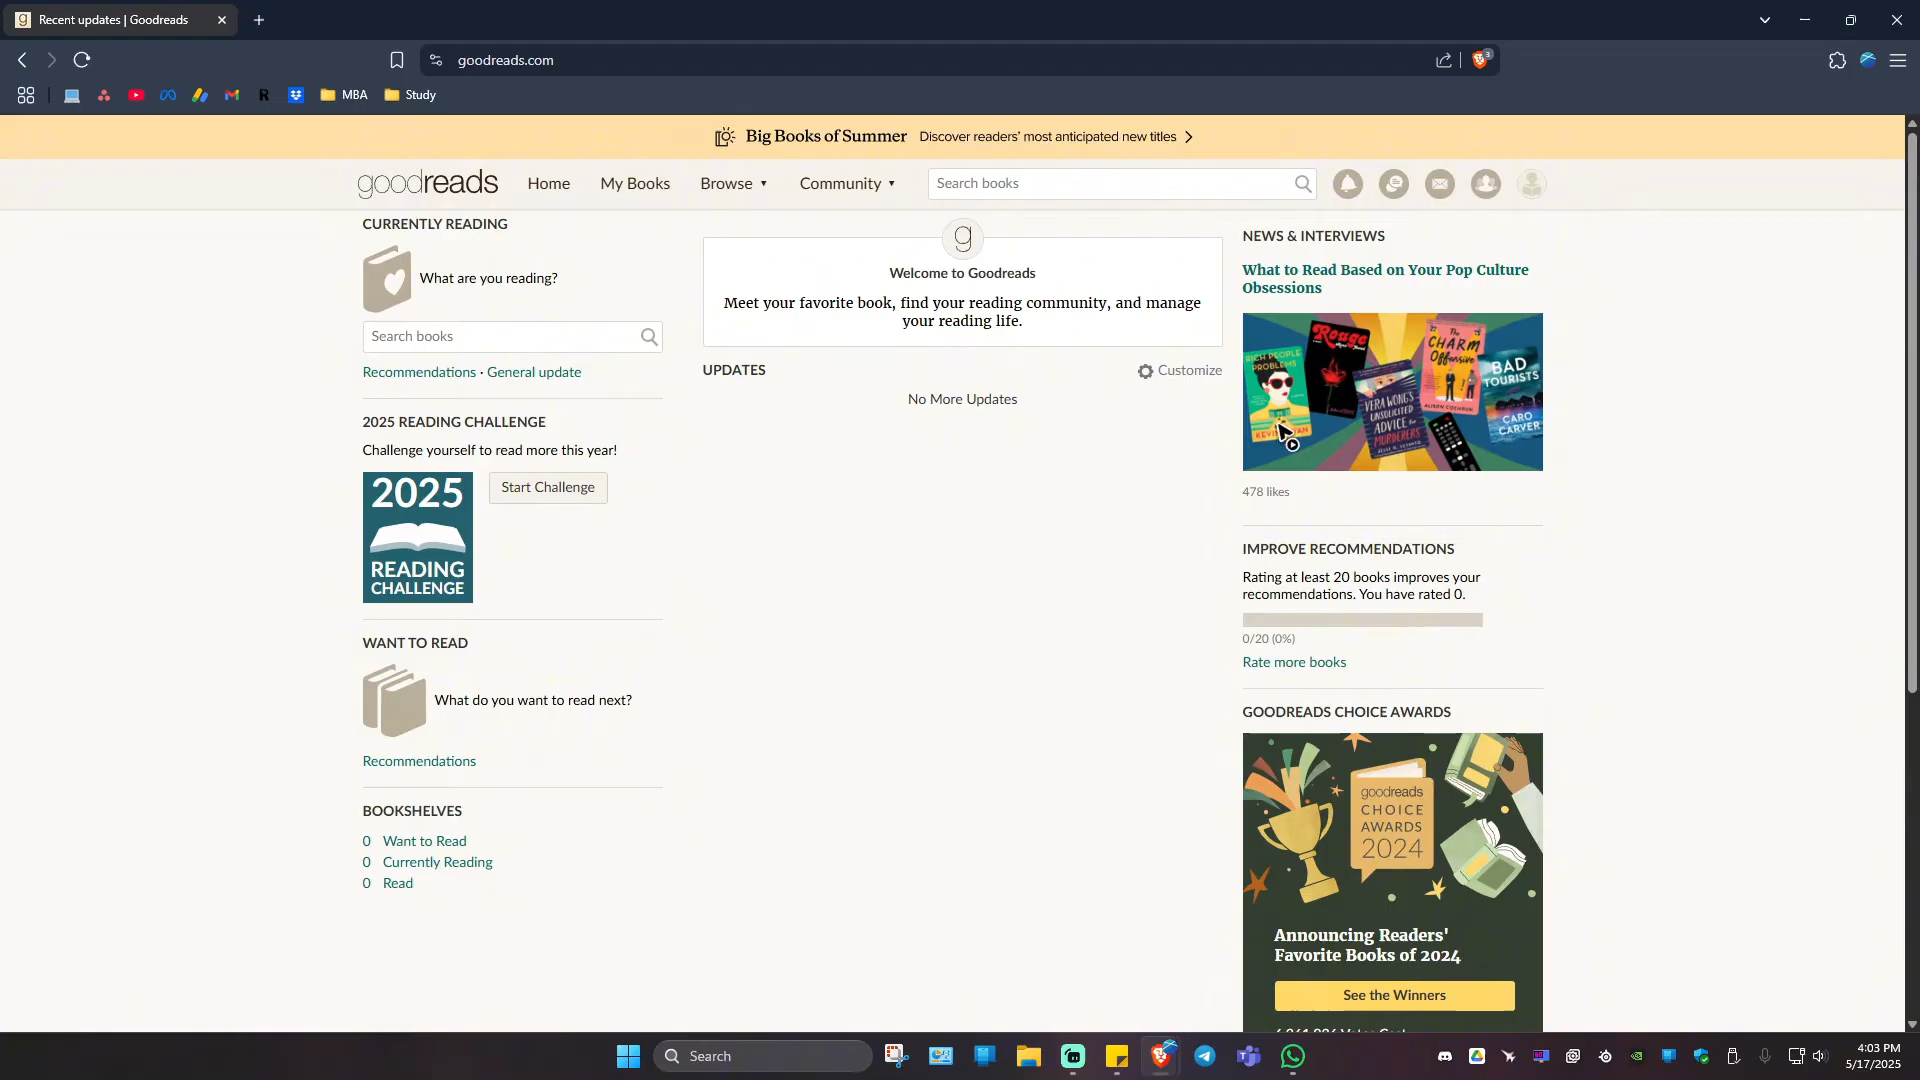 Recent updates | Goodreads
goodreads.com
3
MBA
Study
Big Books of Summer Discover readers' most anticipated new titles
goodreads
Home
My Books
Browse ▼
Community ▼
Search books
CURRENTLY READING
What are you reading?
Search books
Recommendations · General update
2025 READING CHALLENGE
Challenge yourself to read more this year!
2025
READING
CHALLENGE
Start Challenge
WANT TO READ
What do you want to read next?
Recommendations
BOOKSHELVES
0 Want to Read
0 Currently Reading
0 Read
g
Welcome to Goodreads
Meet your favorite book, find your reading community, and manage
your reading life.
UPDATES
Customize
No More Updates
NEWS & INTERVIEWS
What to Read Based on Your Pop Culture
Obsessions
RICH PEOPLE
PROBLEMS
Rouge
VERA WONG'S
UNSOLICITED
ADVICE for
MURDERERS
The
CHARM
Offensive
ALISON COCHRUN
BAD
TOURISTS
CARO
CARVER
478 likes
IMPROVE RECOMMENDATIONS
Rating at least 20 books improves your
recommendations. You have rated 0.
0/20 (0%)
Rate more books
GOODREADS CHOICE AWARDS
goodreads
CHOICE
AWARDS
2024
Announcing Readers'
Favorite Books of 2024
See the Winners
Search
4:03 PM
5/17/2025